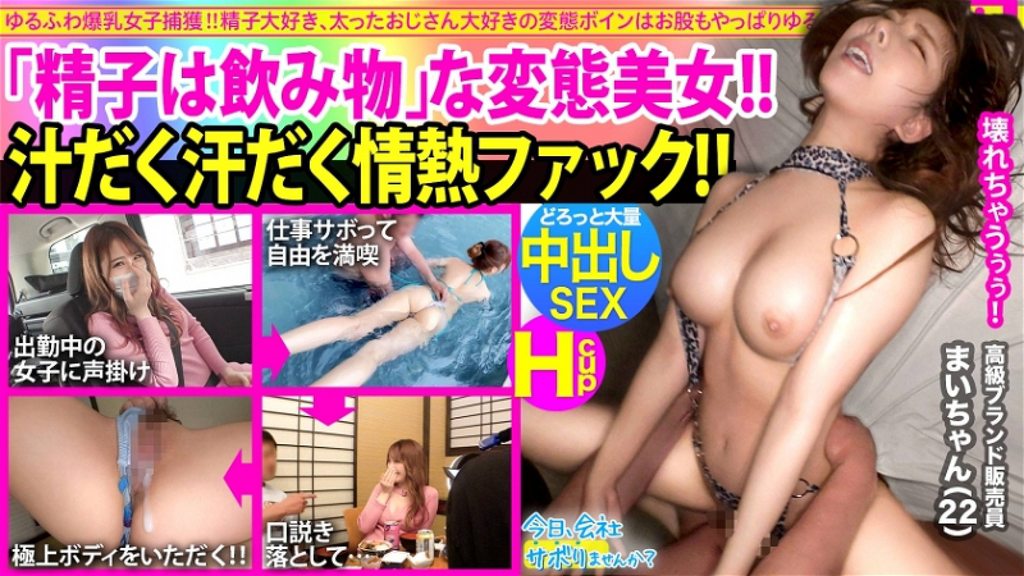 ゆるふわ爆乳女子捕獲!!精子大好き、太ったおじさん大好きの変態ボインはお股もやっぱりゆる
「精子は飲み物」な変態美女!!
汁だく汗だく情熱ファック!!
出勤中の
女子に声掛け
仕事サボって
自由を満喫
どろっと大量
中出し
SEX
H cup
極上ボディをいただく!!
口説き
落として…
今日、会社
サボりませんか?
壊れちゃうぅぅ!
高級ブランド販売員
まいちゃん(22)